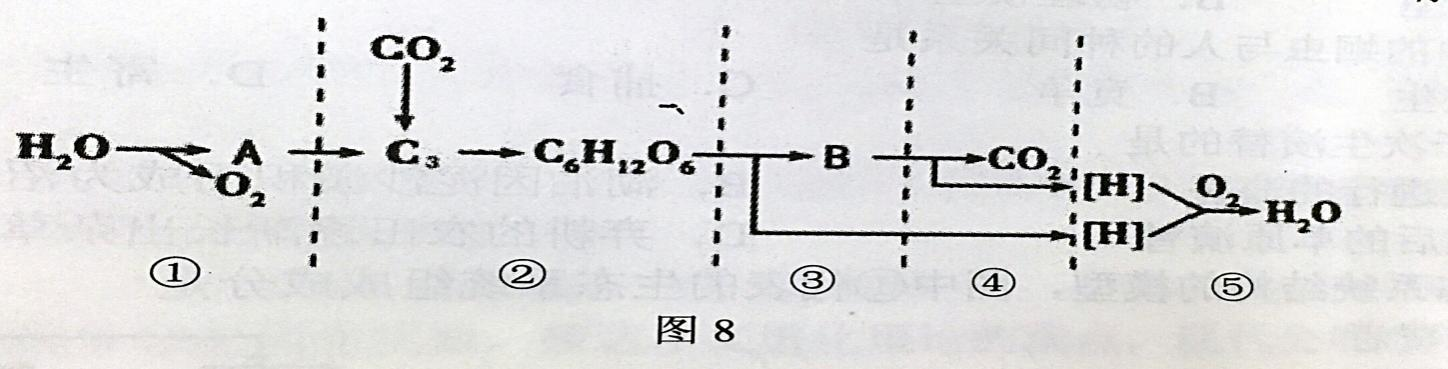 CO₂
H₂O A C₃ C₆H₁₂O₆ B CO₂
O₂ [H] O₂ H₂O
[H]
① ② ③ ④ ⑤
图 8